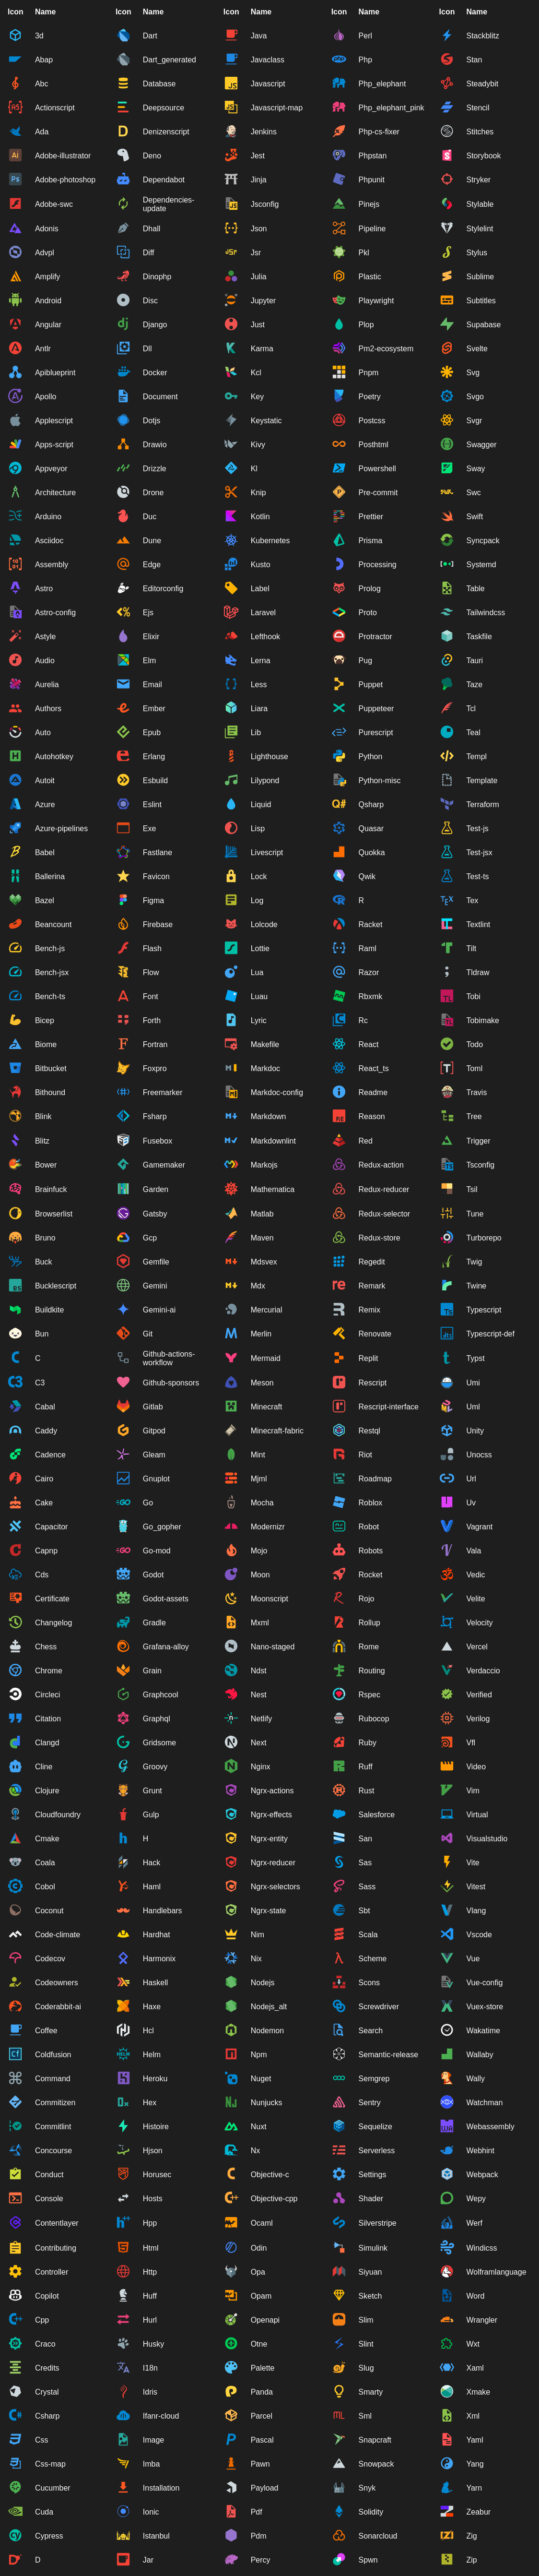 Icon Name
3d
Abap
Abc
Actionscript
Ada
Adobe-illustrator
Adobe-photoshop
Adobe-swc
Adonis
Advpl
Amplify
Android
Angular
Antlr
Apiblueprint
Apollo
Applescript
Apps-script
Appveyor
Architecture
Arduino
Asciidoc
Assembly
Astro
Astro-config
Astyle
Audio
Aurelia
Authors
Auto
Autohotkey
Autoit
Azure
Azure-pipelines
Babel
Ballerina
Bazel
Beancount
Bench-js
Bench-jsx
Bench-ts
Bicep
Biome
Bitbucket
Bithound
Blink
Blitz
Bower
Brainfuck
Browserlist
Bruno
Buck
Bucklescript
Buildkite
Bun
C
C3
Cabal
Caddy
Cadence
Cairo
Cake
Capacitor
Capnp
Cds
Certificate
Changelog
Chess
Chrome
Circleci
Citation
Clangd
Cline
Clojure
Cloudfoundry
Cmake
Coala
Cobol
Coconut
Code-climate
Codecov
Codeowners
Coderabbit-ai
Coffee
Coldfusion
Command
Commitizen
Commitlint
Concourse
Conduct
Console
Contentlayer
Contributing
Controller
Copilot
Cpp
Craco
Credits
Crystal
Csharp
Css
Css-map
Cucumber
Cuda
Cypress
D
Icon Name
Dart
Dart_generated
Database
Deepsource
Denizenscript
Deno
Dependabot
Dependencies-
update
Dhall
Diff
Dinophp
Disc
Django
Dll
Docker
Document
Dotjs
Drawio
Drizzle
Drone
Duc
Dune
Edge
Editorconfig
Ejs
Elixir
Elm
Email
Ember
Epub
Erlang
Esbuild
Eslint
Exe
Fastlane
Favicon
Figma
Firebase
Flash
Flow
Font
Forth
Fortran
Foxpro
Freemarker
Fsharp
Fusebox
Gamemaker
Garden
Gatsby
Gcp
Gemfile
Gemini
Gemini-ai
Git
Github-actions-
workflow
Github-sponsors
Gitlab
Gitpod
Gleam
Gnuplot
Go
Go_gopher
Go-mod
Godot
Godot-assets
Gradle
Grafana-alloy
Grain
Graphcool
Graphql
Gridsome
Groovy
Grunt
Gulp
H
Hack
Haml
Handlebars
Hardhat
Harmonix
Haskell
Haxe
Hcl
Helm
Heroku
Hex
Histoire
Hjson
Horusec
Hosts
Hpp
Html
Http
Huff
Hurl
Husky
I18n
Idris
Ifanr-cloud
Image
Imba
Installation
Ionic
Istanbul
Jar
Icon Name
Java
Javaclass
Javascript
Javascript-map
Jenkins
Jest
Jinja
Jsconfig
Json
Jsr
Julia
Jupyter
Just
Karma
Kcl
Key
Keystatic
Kivy
Kl
Knip
Kotlin
Kubernetes
Kusto
Label
Laravel
Lefthook
Lerna
Less
Liara
Lib
Lighthouse
Lilypond
Liquid
Lisp
Livescript
Lock
Log
Lolcode
Lottie
Lua
Luau
Lyric
Makefile
Markdoc
Markdoc-config
Markdown
Markdownlint
Markojs
Mathematica
Matlab
Maven
Mdsvex
Mdx
Mercurial
Merlin
Mermaid
Meson
Minecraft
Minecraft-fabric
Mint
Mjml
Mocha
Modernizr
Mojo
Moon
Moonscript
Mxml
Nano-staged
Ndst
Nest
Netlify
Next
Nginx
Ngrx-actions
Ngrx-effects
Ngrx-entity
Ngrx-reducer
Ngrx-selectors
Ngrx-state
Nim
Nix
Nodejs
Nodejs_alt
Nodemon
Npm
Nuget
Nunjucks
Nuxt
Nx
Objective-c
Objective-cpp
Ocaml
Odin
Opa
Opam
Openapi
Otne
Palette
Panda
Parcel
Pascal
Pawn
Payload
Pdf
Pdm
Percy
Icon Name
Perl
Php
Php_elephant
Php_elephant_pink
Php-cs-fixer
Phpstan
Phpunit
Pinejs
Pipeline
Pkl
Plastic
Playwright
Plop
Pm2-ecosystem
Pnpm
Poetry
Postcss
Posthtml
Powershell
Pre-commit
Prettier
Prisma
Processing
Prolog
Proto
Protractor
Pug
Puppet
Puppeteer
Purescript
Python
Python-misc
Qsharp
Quasar
Quokka
Qwik
R
Racket
Raml
Razor
Rbxmk
Rc
React
React_ts
Readme
Reason
Red
Redux-action
Redux-reducer
Redux-selector
Redux-store
Regedit
Remark
Remix
Renovate
Replit
Rescript
Rescript-interface
Restql
Riot
Roadmap
Roblox
Robot
Robots
Rocket
Rojo
Rollup
Rome
Routing
Rspec
Rubocop
Ruby
Ruff
Rust
Salesforce
San
Sas
Sass
Sbt
Scala
Scheme
Scons
Screwdriver
Search
Semantic-release
Semgrep
Sentry
Sequelize
Serverless
Settings
Shader
Silverstripe
Simulink
Siyuan
Sketch
Slim
Slint
Slug
Smarty
Sml
Snapcraft
Snowpack
Snyk
Solidity
Sonarcloud
Spwn
Icon Name
Stackblitz
Stan
Steadybit
Stencil
Stitches
Storybook
Stryker
Stylable
Stylelint
Stylus
Sublime
Subtitles
Supabase
Svelte
Svg
Svgo
Svgr
Swagger
Sway
Swc
Swift
Syncpack
Systemd
Table
Tailwindcss
Taskfile
Tauri
Taze
Tcl
Teal
Templ
Template
Terraform
Test-js
Test-jsx
Test-ts
Tex
Textlint
Tilt
Tldraw
Tobi
Tobimake
Todo
Toml
Travis
Tree
Trigger
Tsconfig
Tsil
Tune
Turborepo
Twig
Twine
Typescript
Typescript-def
Typst
Umi
Uml
Unity
Unocss
Url
Uv
Vagrant
Vala
Vedic
Velite
Velocity
Vercel
Verdaccio
Verified
Verilog
Vfl
Video
Vim
Virtual
Visualstudio
Vite
Vitest
Vlang
Vscode
Vue
Vue-config
Vuex-store
Wakatime
Wallaby
Wally
Watchman
Webassembly
Webhint
Webpack
Wepy
Werf
Windicss
Wolframlanguage
Word
Wrangler
Wxt
Xaml
Xmake
Xml
Yaml
Yang
Yarn
Zeabur
Zig
Zip